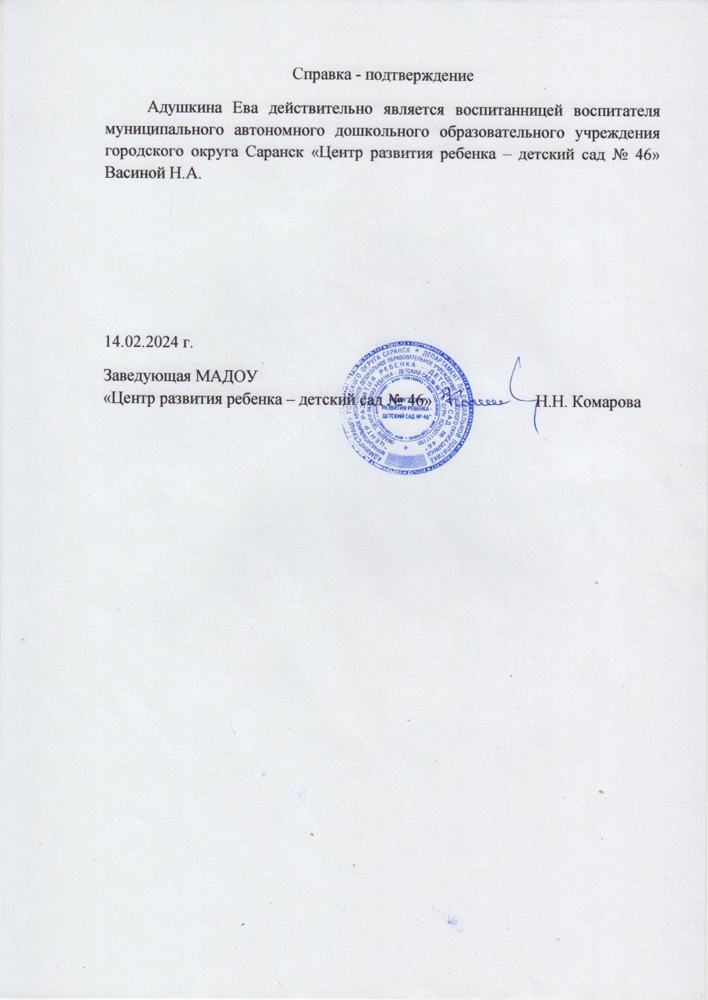 Справка - подтверждение
Адушкина Ева действительно является воспитанницей воспитателя
муниципального автономного дошкольного образовательного учреждения
городского округа Саранск «Центр развития ребенка – детский сад № 46»
Васиной Н.А.
14.02.2024 г.
Заведующая МАДОУ
«Центр развития ребенка – детский сад № 46»
Н.Н. Комарова
РАЗВИТИЯ РЕБЕНКА -
ДЕТСКИЙ САД № 46"